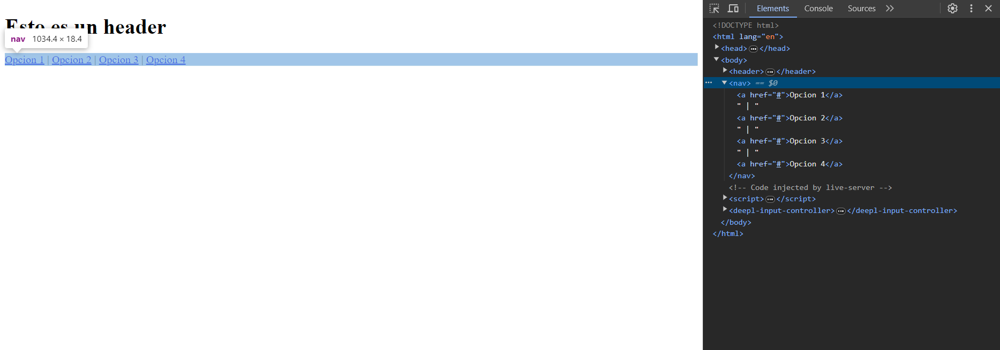 Esto es un header
nav 1034.4 × 18.4
Opcion 1 | Opcion 2 | Opcion 3 | Opcion 4
Elements Console Sources
<!DOCTYPE html>
<html lang="en">
<head> ••• </head>
<body>
<header> ••• </header>
<nav> == $0
<a href="#">Opcion 1</a>
" | "
<a href="#">Opcion 2</a>
" | "
<a href="#">Opcion 3</a>
" | "
<a href="#">Opcion 4</a>
</nav>
<!-- Code injected by live-server -->
<script> ••• </script>
<deepl-input-controller> ••• </deepl-input-controller>
</body>
</html>